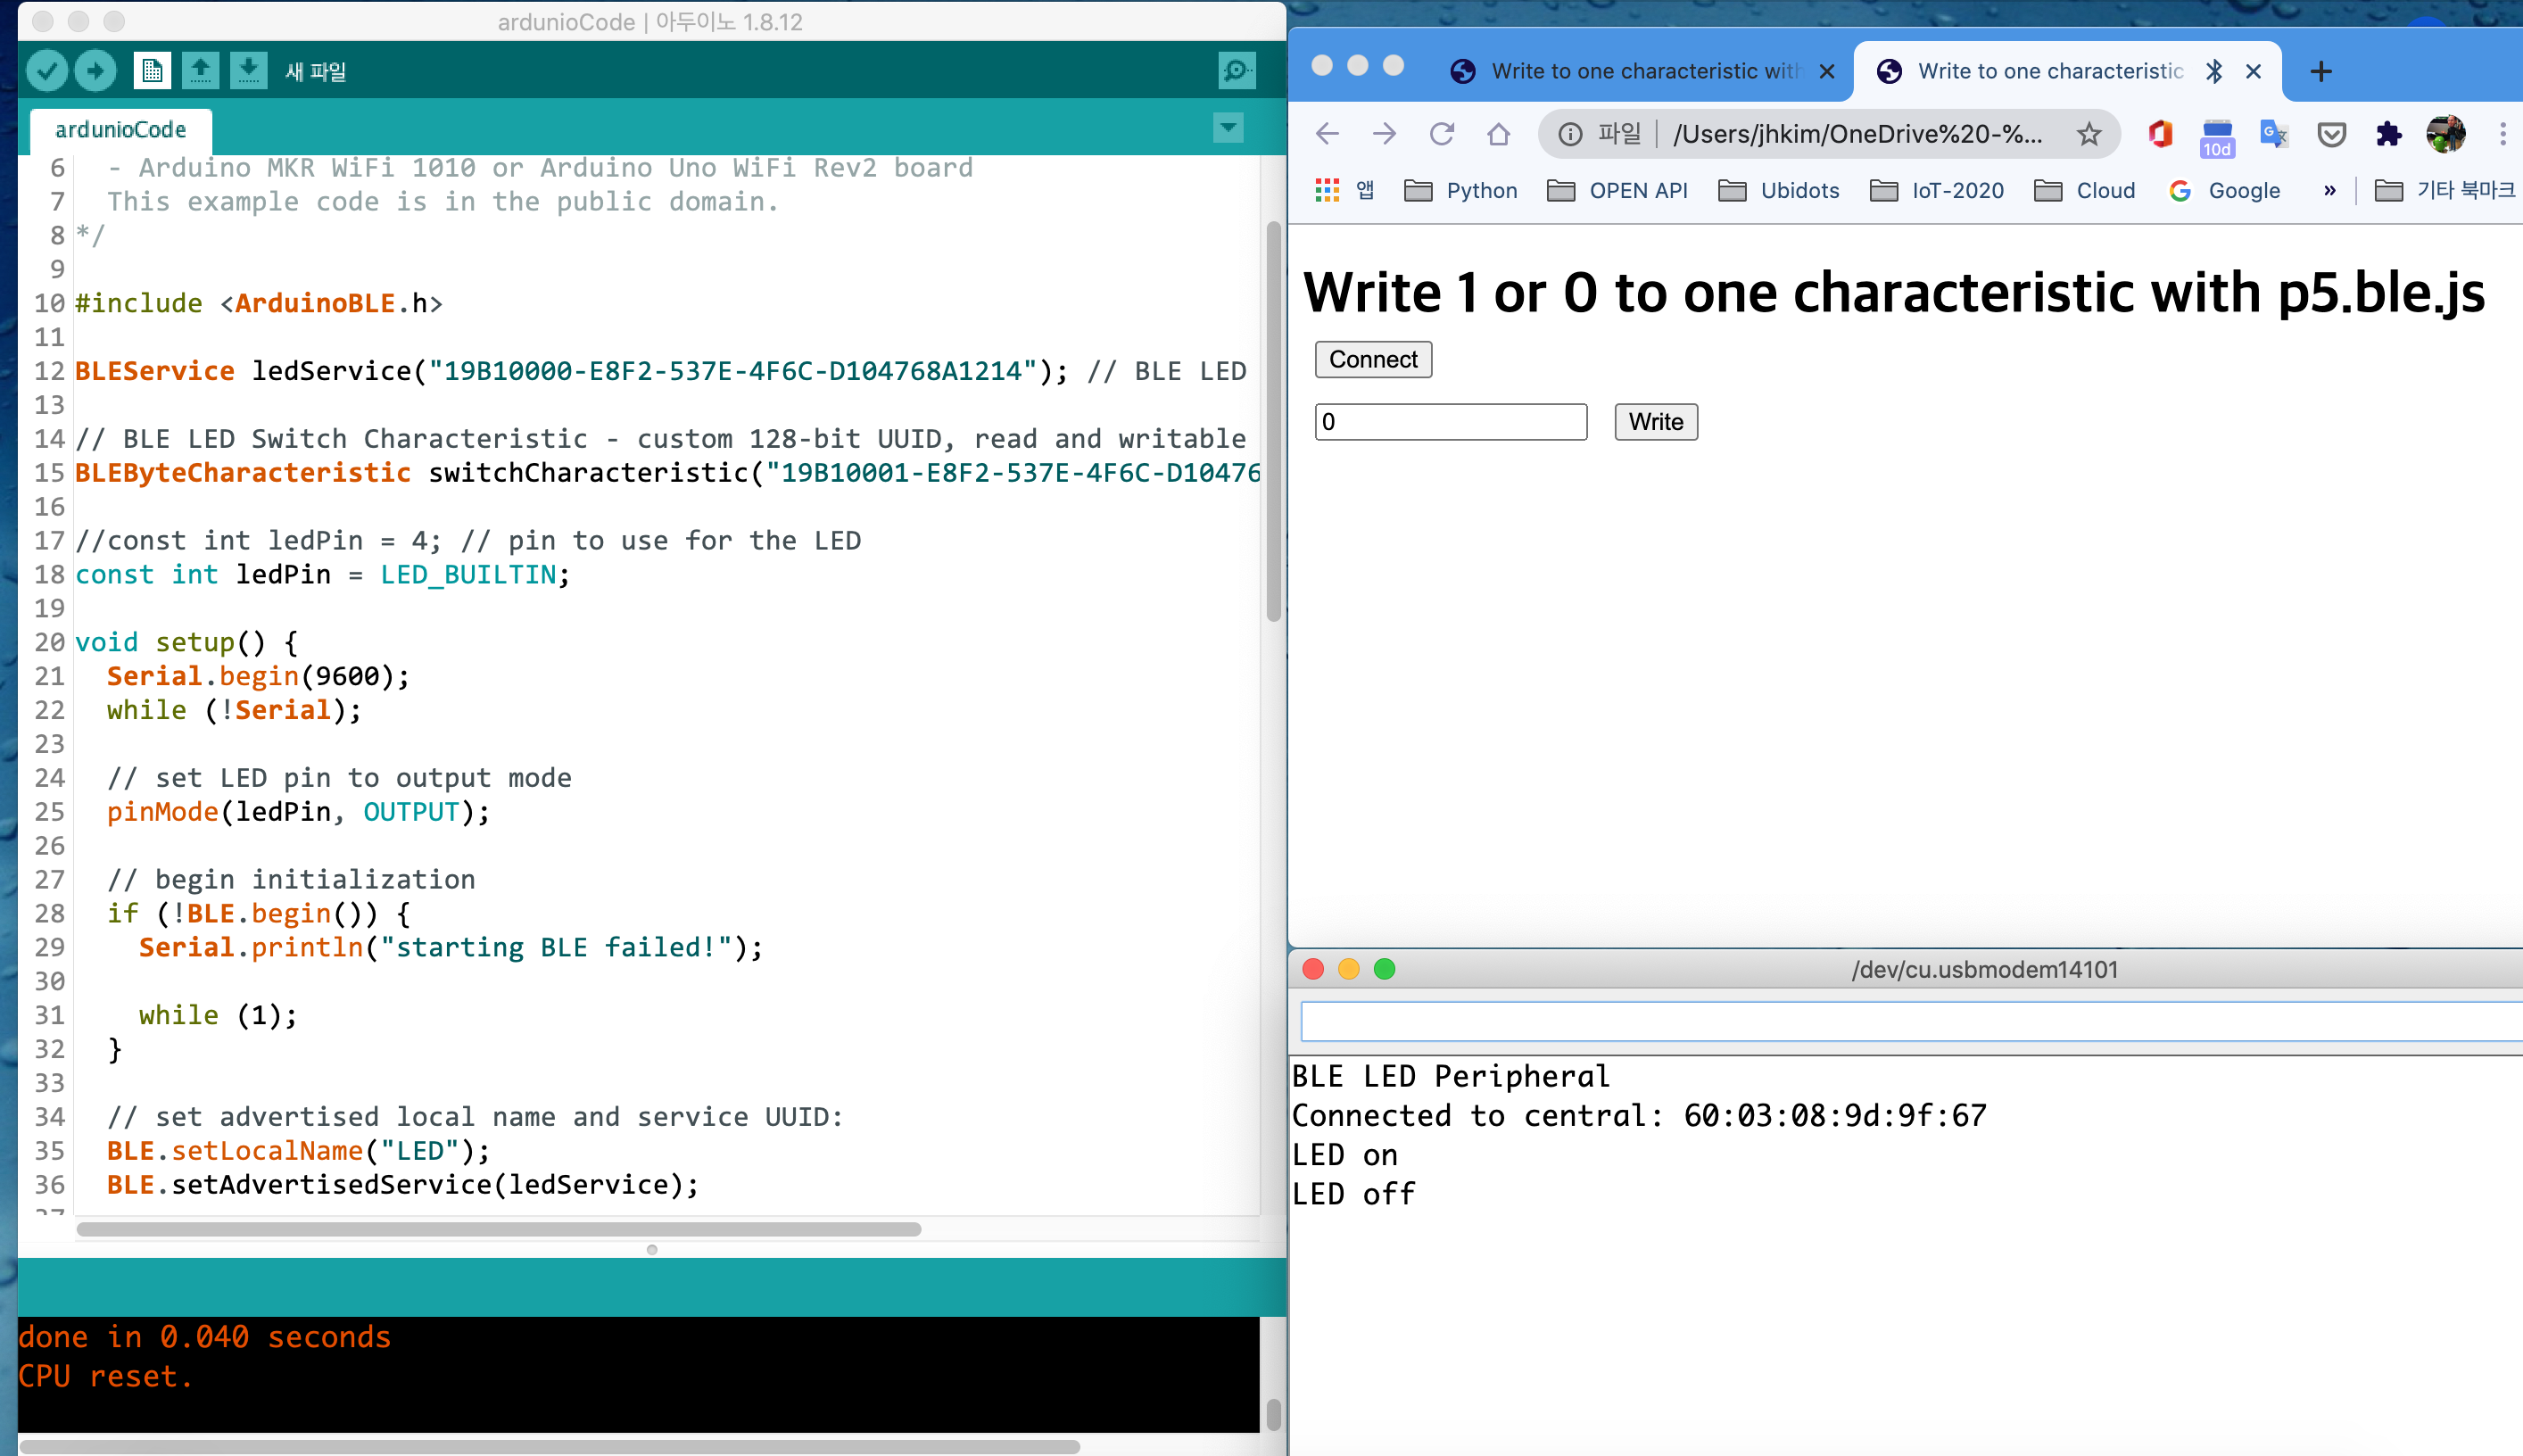 ardunioCode | 아두이노 1.8.12
새 파일
ardunioCode
6 - Arduino MKR WiFi 1010 or Arduino Uno WiFi Rev2 board
7 This example code is in the public domain.
8 */
9
10 #include <ArduinoBLE.h>
11
12 BLEService ledService("19B10000-E8F2-537E-4F6C-D104768A1214"); // BLE LED
13
14 // BLE LED Switch Characteristic - custom 128-bit UUID, read and writable
15 BLEByteCharacteristic switchCharacteristic("19B10001-E8F2-537E-4F6C-D10476
16
17 //const int ledPin = 4; // pin to use for the LED
18 const int ledPin = LED_BUILTIN;
19
20 void setup() {
21 Serial.begin(9600);
22 while (!Serial);
23
24 // set LED pin to output mode
25 pinMode(ledPin, OUTPUT);
26
27 // begin initialization
28 if (!BLE.begin()) {
29 Serial.println("starting BLE failed!");
30
31 while (1);
32 }
33
34 // set advertised local name and service UUID:
35 BLE.setLocalName("LED");
36 BLE.setAdvertisedService(ledService);
37
done in 0.040 seconds
CPU reset.
Write to one characteristic with
Write to one characteristic
파일 /Users/jhkim/OneDrive%20-%...
10d
앱 Python OPEN API Ubidots IoT-2020 Cloud Google » 기타 북마크
Write 1 or 0 to one characteristic with p5.ble.js
Connect
0 Write
/dev/cu.usbmodem14101
BLE LED Peripheral
Connected to central: 60:03:08:9d:9f:67
LED on
LED off